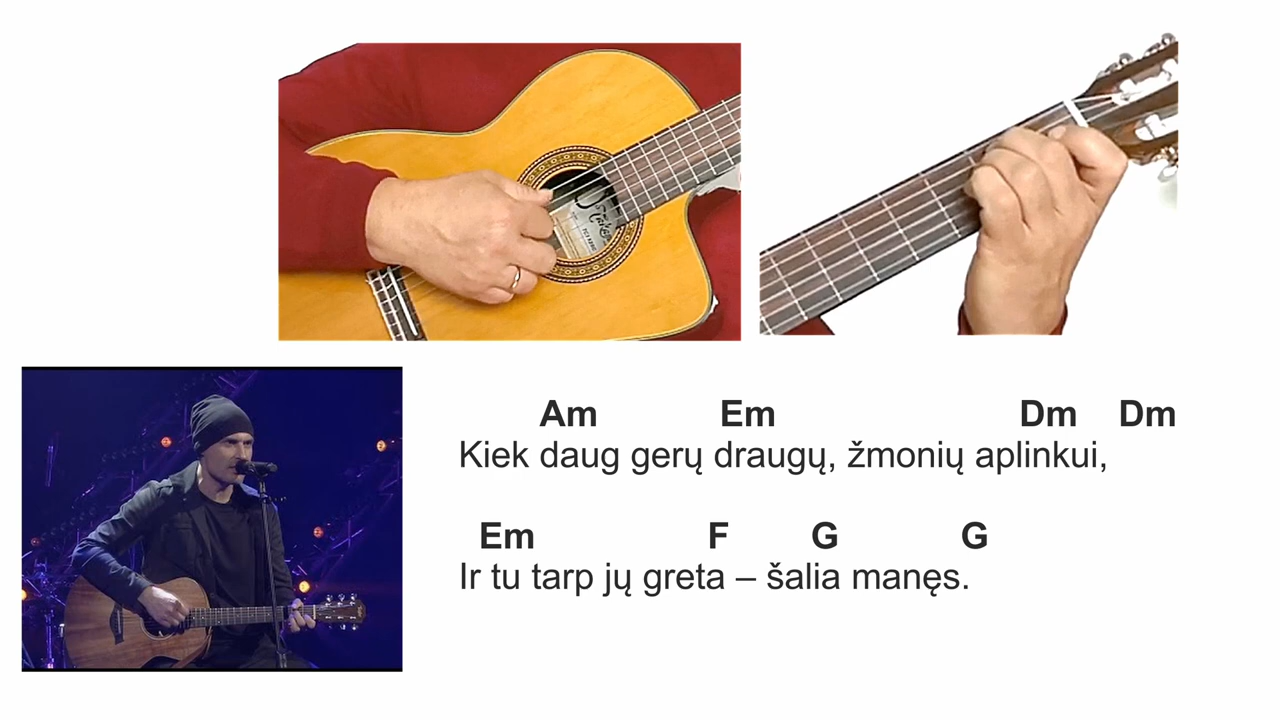 Am Em Dm Dm
Kiek daug gerų draugų, žmonių aplinkui,
Em F G G
Ir tu tarp jų greta – šalia manęs.